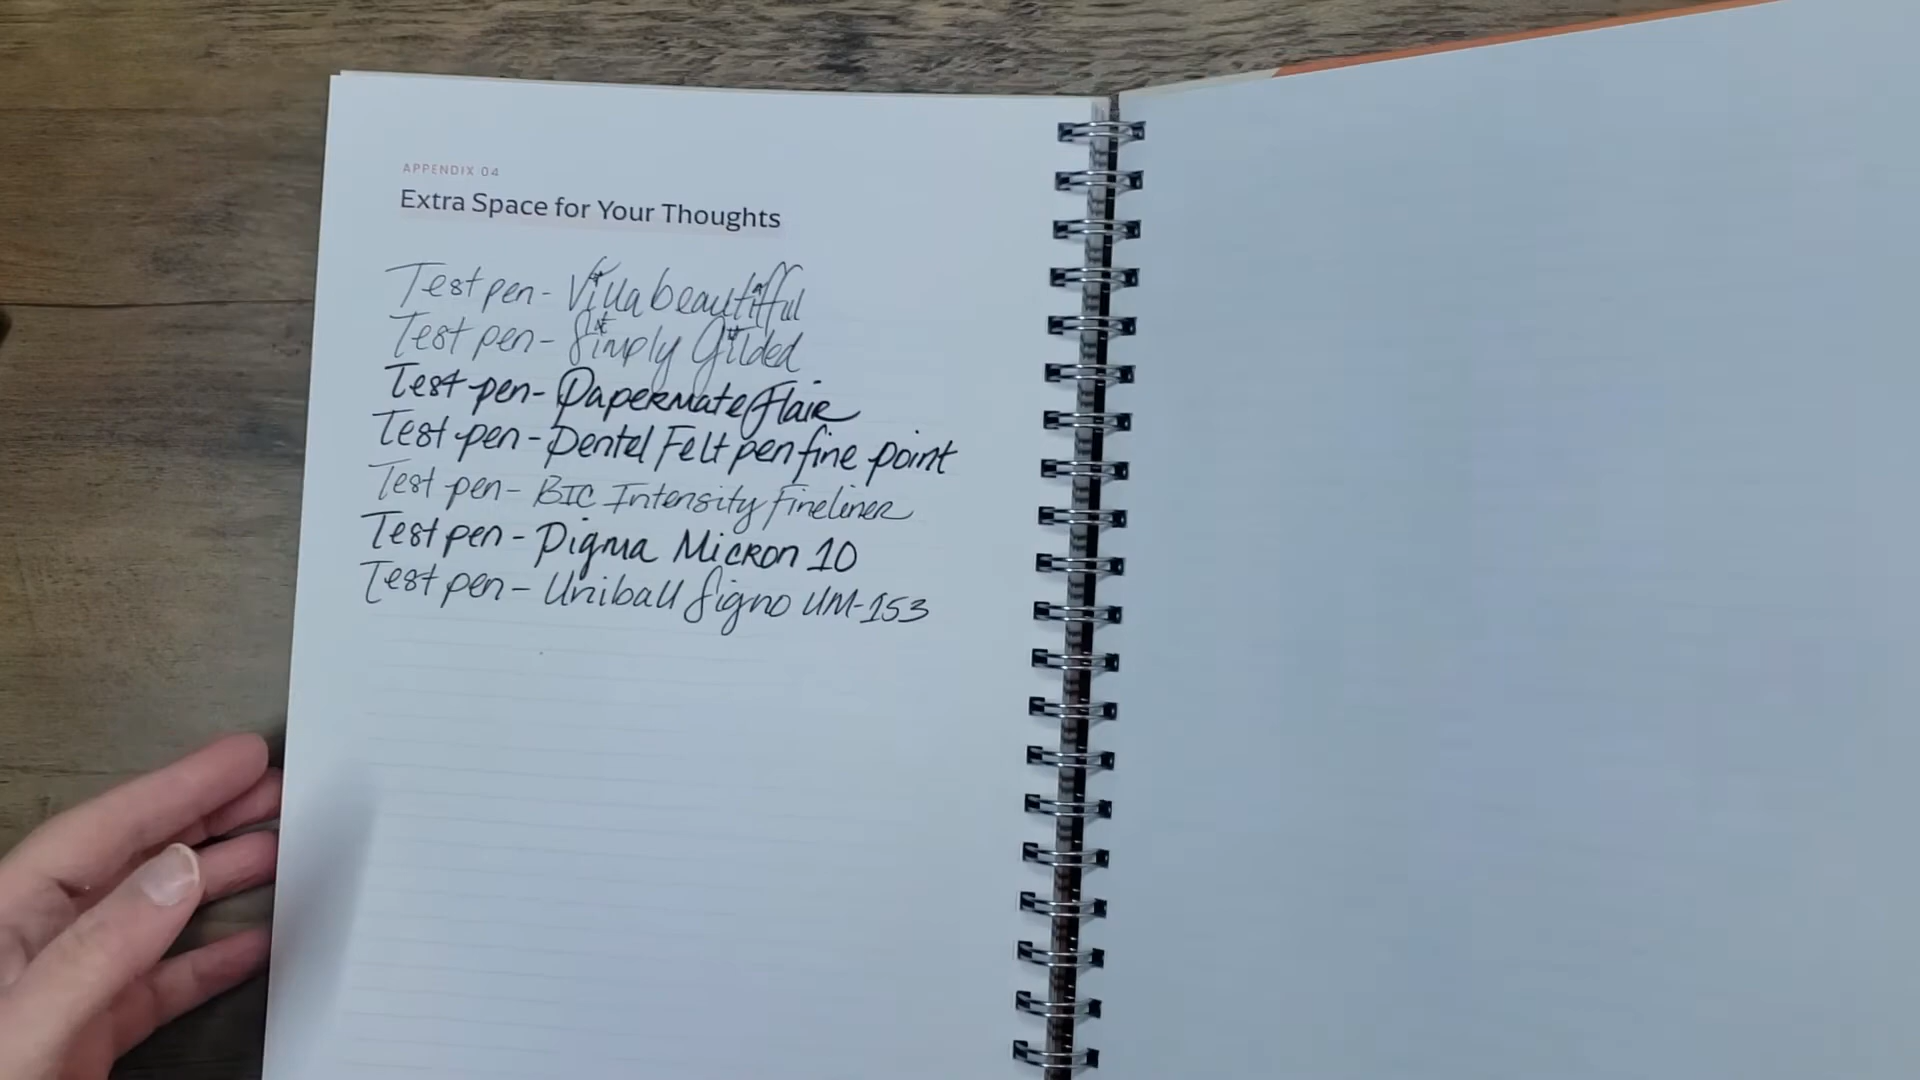 APPENDIX 04
Extra Space for Your Thoughts
Test pen - Villabeautifful
Test pen - Simply Gilded
Test pen - Papermate Flair
Test pen - Pentel Felt pen fine point
Test pen - BIC Intensity Fineliner
Test pen - Pigma Micron 10
Test pen - Uniball Signo UM-153